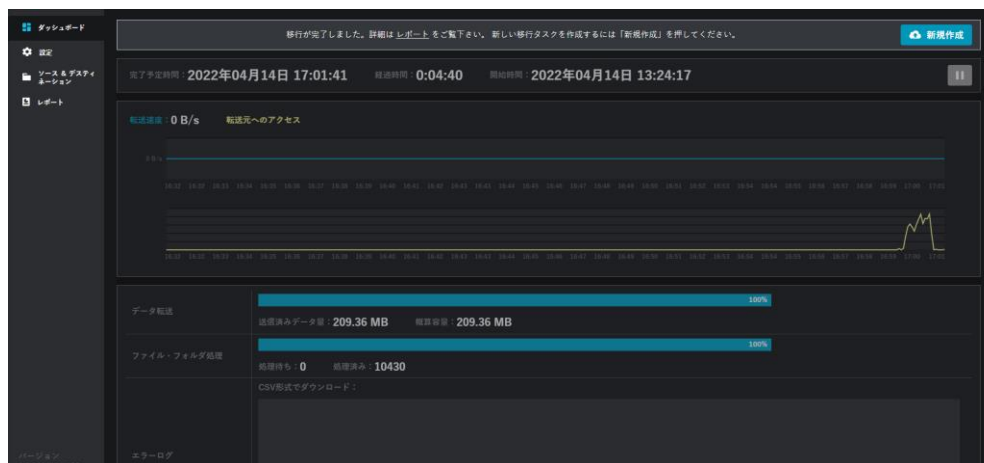 ダッシュボード
設定
ソース & デスティ
ネーション
レポート
移行が完了しました。詳細は レポート をご覧下さい。 新しい移行タスクを作成するには「新規作成」を押してください。
新規作成
完了予定時間：2022年04月14日 17:01:41 経過時間：0:04:40 開始時間：2022年04月14日 13:24:17
転送速度：0 B/s 転送元へのアクセス
0 B/s
データ転送
100%
送信済みデータ量：209.36 MB 概算容量：209.36 MB
ファイル・フォルダ処理
100%
処理待ち：0 処理済み：10430
CSV形式でダウンロード：
エラーログ
バージョン